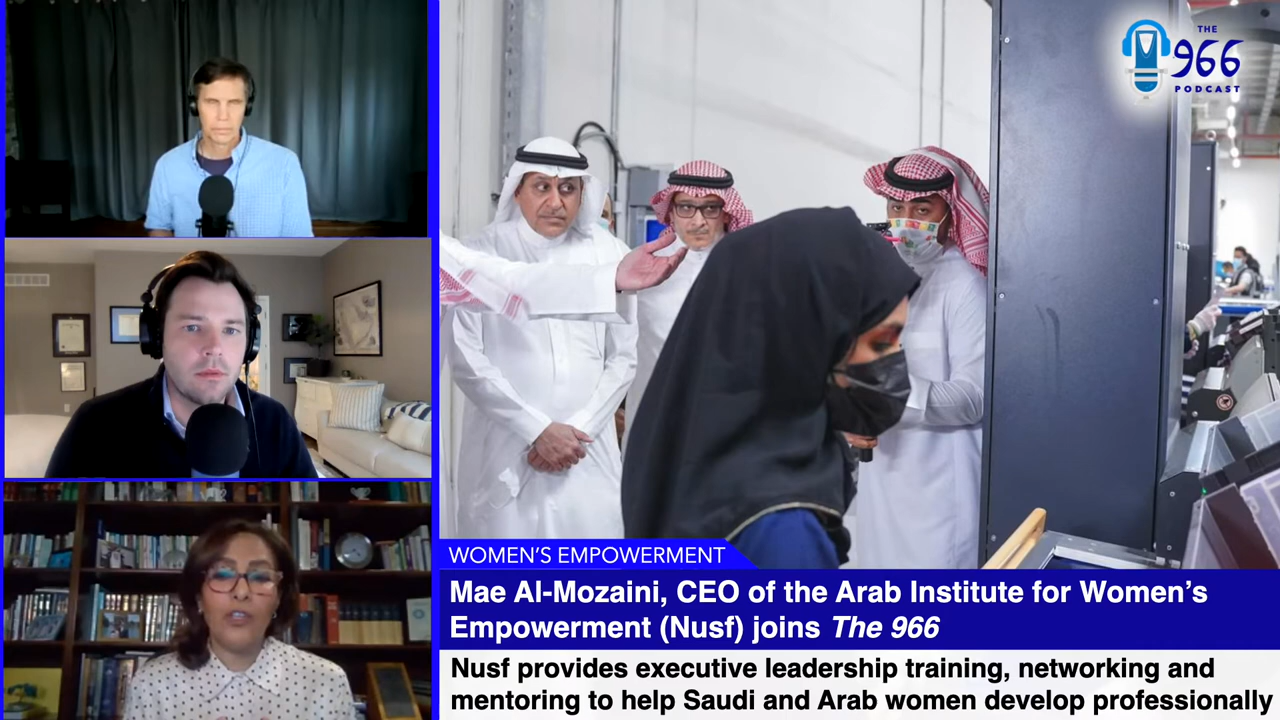 THE
966
PODCAST
WOMEN'S EMPOWERMENT
Mae Al-Mozaini, CEO of the Arab Institute for Women's
Empowerment (Nusf) joins The 966
Nusf provides executive leadership training, networking and
mentoring to help Saudi and Arab women develop professionally